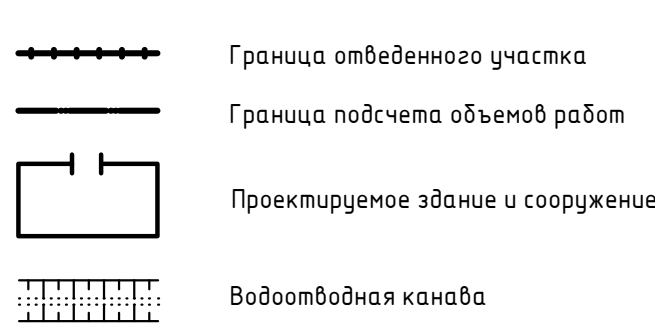 Граница отведенного участка
Граница подсчета объемов работ
Проектируемое здание и сооружение
Водоотводная канава